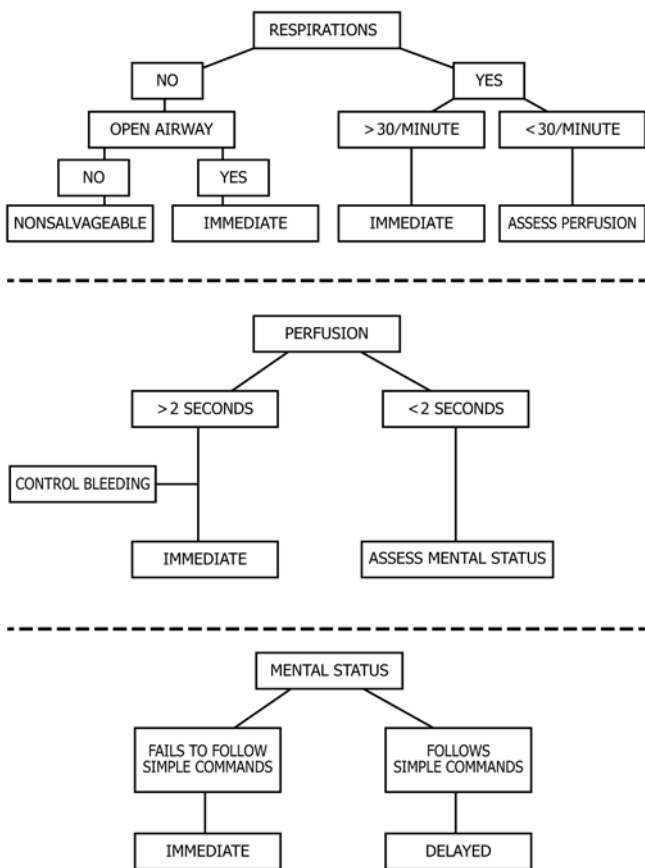 RESPIRATIONS
NO
YES
OPEN AIRWAY
>30/MINUTE
<30/MINUTE
NO
YES
NONSALVAGEABLE
IMMEDIATE
IMMEDIATE
ASSESS PERFUSION
PERFUSION
>2 SECONDS
<2 SECONDS
CONTROL BLEEDING
IMMEDIATE
ASSESS MENTAL STATUS
MENTAL STATUS
FAILS TO FOLLOW
SIMPLE COMMANDS
FOLLOWS
SIMPLE COMMANDS
IMMEDIATE
DELAYED